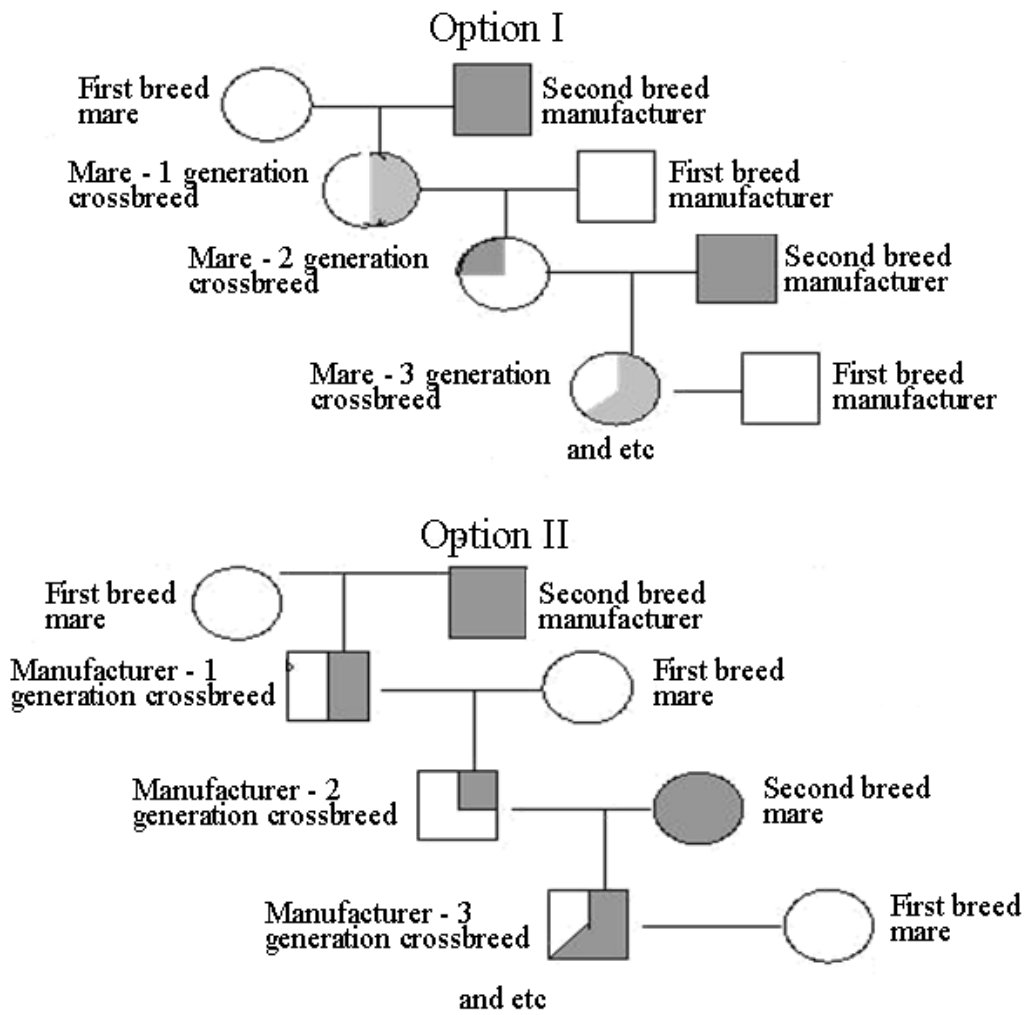 Option I
First breed
mare
Second breed
manufacturer
Mare - 1 generation
crossbreed
First breed
manufacturer
Mare - 2 generation
crossbreed
Second breed
manufacturer
Mare - 3 generation
crossbreed
First breed
manufacturer
and etc
Option II
First breed
mare
Second breed
manufacturer
Manufacturer - 1
generation crossbreed
First breed
mare
Manufacturer - 2
generation crossbreed
Second breed
mare
Manufacturer - 3
generation crossbreed
First breed
mare
and etc